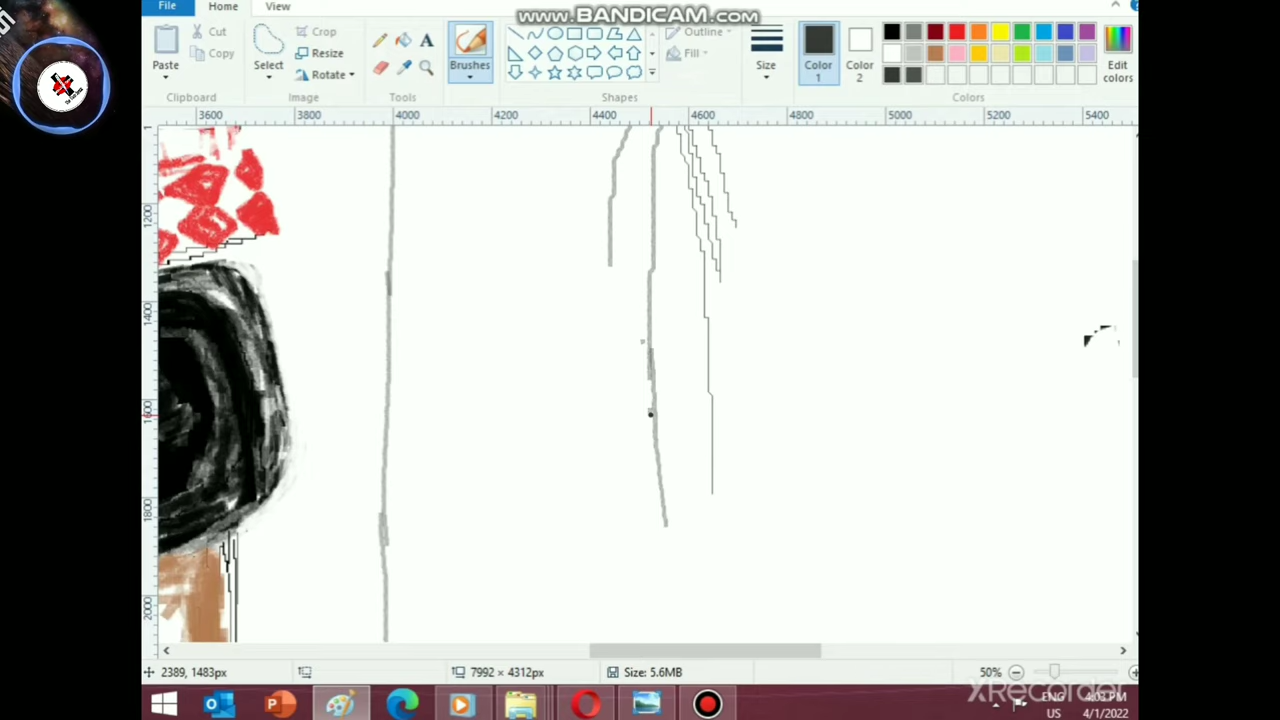 www.BANDICAM.com
File Home View
Paste Cut Copy Select Crop Resize Rotate A Brushes Outline Fill Size Color 1 Color 2 Edit colors
Clipboard Image Tools Shapes Colors
3600 3800 4000 4200 4400 4600 4800 5000 5200 5400
1200
1400
1600
1800
2000
2389, 1483px 7992 × 4312px Size: 5.6MB 50%
XRecorder
ENG 4:03 PM
US 4/1/2022